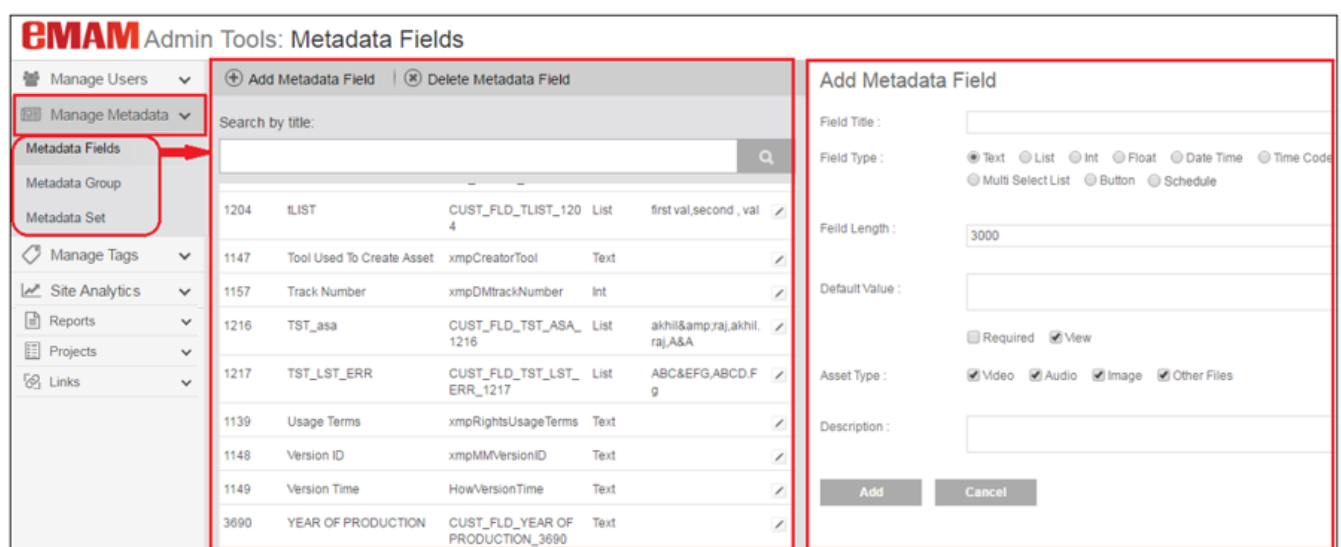 eMAM Admin Tools: Metadata Fields
Manage Users
Manage Metadata
Metadata Fields
Metadata Group
Metadata Set
Manage Tags
Site Analytics
Reports
Projects
Links
Add Metadata Field | Delete Metadata Field
Search by title:
1204 tLIST CUST_FLD_TLIST_120 List first val,second , val
4
1147 Tool Used To Create Asset xmpCreatorTool Text
1157 Track Number xmpDMtrackNumber Int
1216 TST_asa CUST_FLD_TST_ASA_ List akhil&amp;raj,akhil.
1216 raj,A&A
1217 TST_LST_ERR CUST_FLD_TST_LST_ List ABC&EFG,ABCD.F
ERR_1217 g
1139 Usage Terms xmpRightsUsageTerms Text
1148 Version ID xmpMMVersionID Text
1149 Version Time HowVersionTime Text
3690 YEAR OF PRODUCTION CUST_FLD_YEAR OF Text
PRODUCTION_3690
Add Metadata Field
Field Title :
Field Type : Text List Int Float Date Time Time Code
Multi Select List Button Schedule
Feild Length : 3000
Default Value :
Required View
Asset Type : Video Audio Image Other Files
Description :
Add Cancel